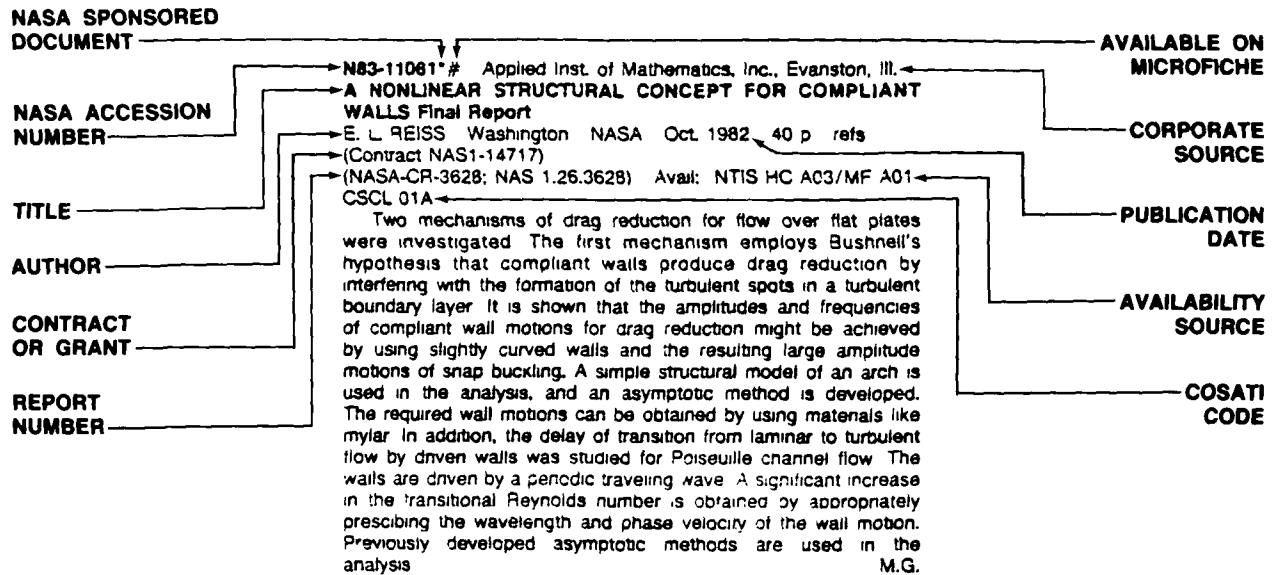 NASA SPONSORED
DOCUMENT
NASA ACCESSION
NUMBER
TITLE
AUTHOR
CONTRACT
OR GRANT
REPORT
NUMBER
N83-11061*# Applied Inst. of Mathematics, Inc., Evanston, Ill.
A NONLINEAR STRUCTURAL CONCEPT FOR COMPLIANT
WALLS Final Report
E. L. REISS Washington NASA Oct. 1982 40 p refs
(Contract NAS1-14717)
(NASA-CR-3628; NAS 1.26.3628) Avail: NTIS HC A03/MF A01
CSCL 01A
Two mechanisms of drag reduction for flow over flat plates
were investigated The first mechanism employs Bushnell's
hypothesis that compliant walls produce drag reduction by
interfering with the formation of the turbulent spots in a turbulent
boundary layer It is shown that the amplitudes and frequencies
of compliant wall motions for drag reduction might be achieved
by using slightly curved walls and the resulting large amplitude
motions of snap buckling. A simple structural model of an arch is
used in the analysis, and an asymptotic method is developed.
The required wall motions can be obtained by using materials like
mylar In addition, the delay of transition from laminar to turbulent
flow by driven walls was studied for Poiseuille channel flow The
walls are driven by a periodic traveling wave A significant increase
in the transitional Reynolds number is obtained by appropriately
prescibing the wavelength and phase velocity of the wall motion.
Previously developed asymptotic methods are used in the
analysis M.G.
AVAILABLE ON
MICROFICHE
CORPORATE
SOURCE
PUBLICATION
DATE
AVAILABILITY
SOURCE
COSATI
CODE